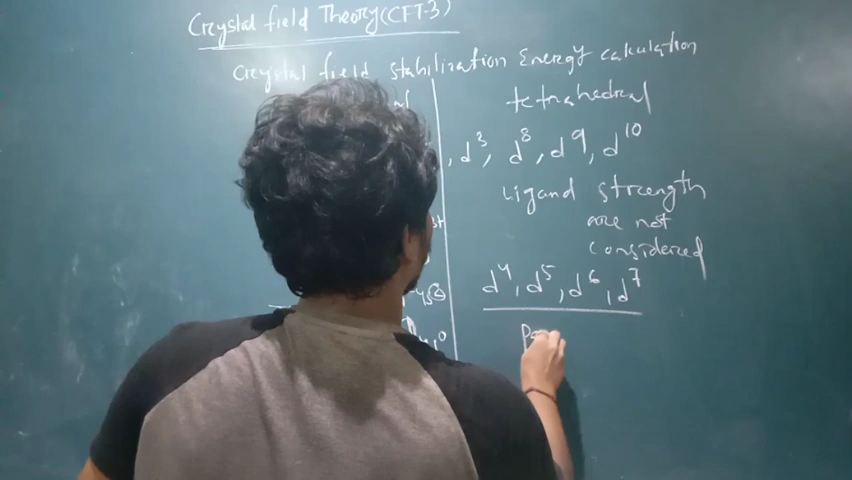 Crystal field Theory (CFT-3)
Crystal field stabilization Energy calculation
tetrahedral
, d³, d⁸, d⁹, d¹⁰
Ligand strength
are not
considered
d⁴, d⁵, d⁶, d⁷